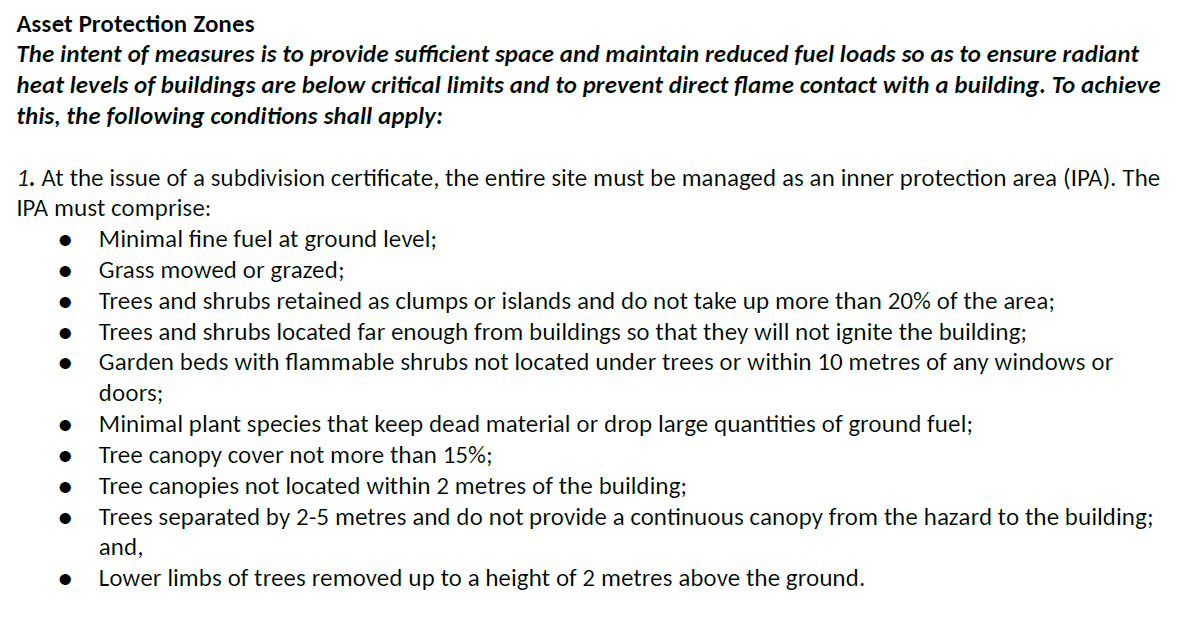 Asset Protection Zones
The intent of measures is to provide sufficient space and maintain reduced fuel loads so as to ensure radiant
heat levels of buildings are below critical limits and to prevent direct flame contact with a building. To achieve
this, the following conditions shall apply:
1. At the issue of a subdivision certificate, the entire site must be managed as an inner protection area (IPA). The
IPA must comprise:
● Minimal fine fuel at ground level;
● Grass mowed or grazed;
● Trees and shrubs retained as clumps or islands and do not take up more than 20% of the area;
● Trees and shrubs located far enough from buildings so that they will not ignite the building;
● Garden beds with flammable shrubs not located under trees or within 10 metres of any windows or
doors;
● Minimal plant species that keep dead material or drop large quantities of ground fuel;
● Tree canopy cover not more than 15%;
● Tree canopies not located within 2 metres of the building;
● Trees separated by 2-5 metres and do not provide a continuous canopy from the hazard to the building;
and,
● Lower limbs of trees removed up to a height of 2 metres above the ground.